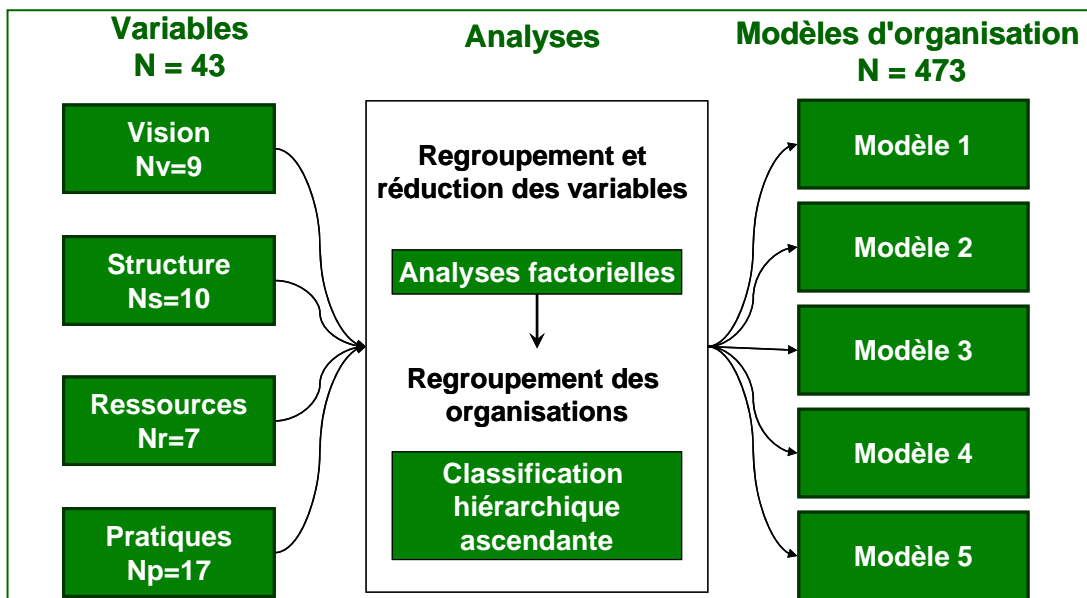 Variables
N = 43
Vision
Nv=9
Structure
Ns=10
Ressources
Nr=7
Pratiques
Np=17
Analyses
Regroupement et
réduction des variables
Analyses factorielles
Regroupement des
organisations
Classification
hiérarchique
ascendante
Modèles d'organisation
N = 473
Modèle 1
Modèle 2
Modèle 3
Modèle 4
Modèle 5